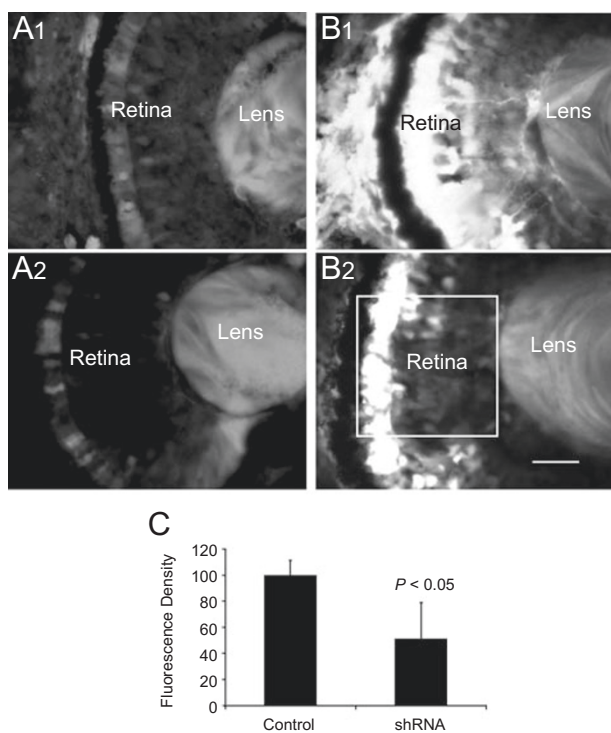 A1
Retina
Lens
B1
Retina
Lens
A2
Retina
Lens
B2
Retina
Lens
C
Fluorescence Density
120
100
80
60
40
20
0
P < 0.05
Control
shRNA